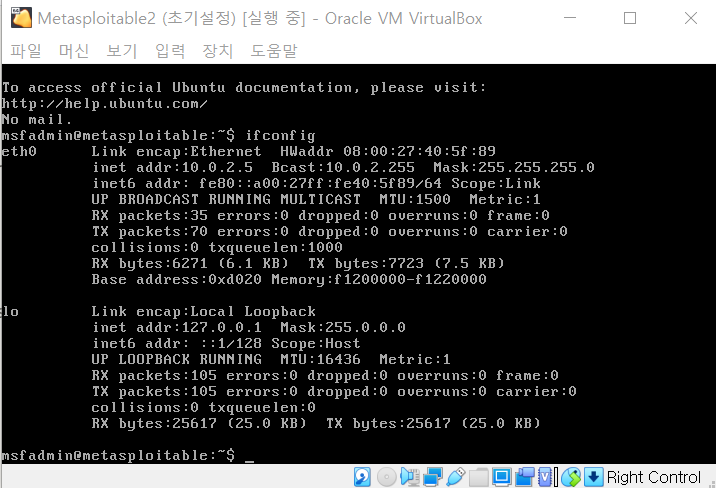 Metasploitable2 (초기설정) [실행 중] - Oracle VM VirtualBox
파일 머신 보기 입력 장치 도움말
To access official Ubuntu documentation, please visit:
http://help.ubuntu.com/
No mail.
msfadmin@metasploitable:~$ ifconfig
eth0      Link encap:Ethernet  HWaddr 08:00:27:40:5f:89
          inet addr:10.0.2.5  Bcast:10.0.2.255  Mask:255.255.255.0
          inet6 addr: fe80::a00:27ff:fe40:5f89/64 Scope:Link
          UP BROADCAST RUNNING MULTICAST  MTU:1500  Metric:1
          RX packets:35 errors:0 dropped:0 overruns:0 frame:0
          TX packets:70 errors:0 dropped:0 overruns:0 carrier:0
          collisions:0 txqueuelen:1000
          RX bytes:6271 (6.1 KB)  TX bytes:7723 (7.5 KB)
          Base address:0xd020 Memory:f1200000-f1220000
lo        Link encap:Local Loopback
          inet addr:127.0.0.1  Mask:255.0.0.0
          inet6 addr: ::1/128 Scope:Host
          UP LOOPBACK RUNNING  MTU:16436  Metric:1
          RX packets:105 errors:0 dropped:0 overruns:0 frame:0
          TX packets:105 errors:0 dropped:0 overruns:0 carrier:0
          collisions:0 txqueuelen:0
          RX bytes:25617 (25.0 KB)  TX bytes:25617 (25.0 KB)
msfadmin@metasploitable:~$ _
Right Control